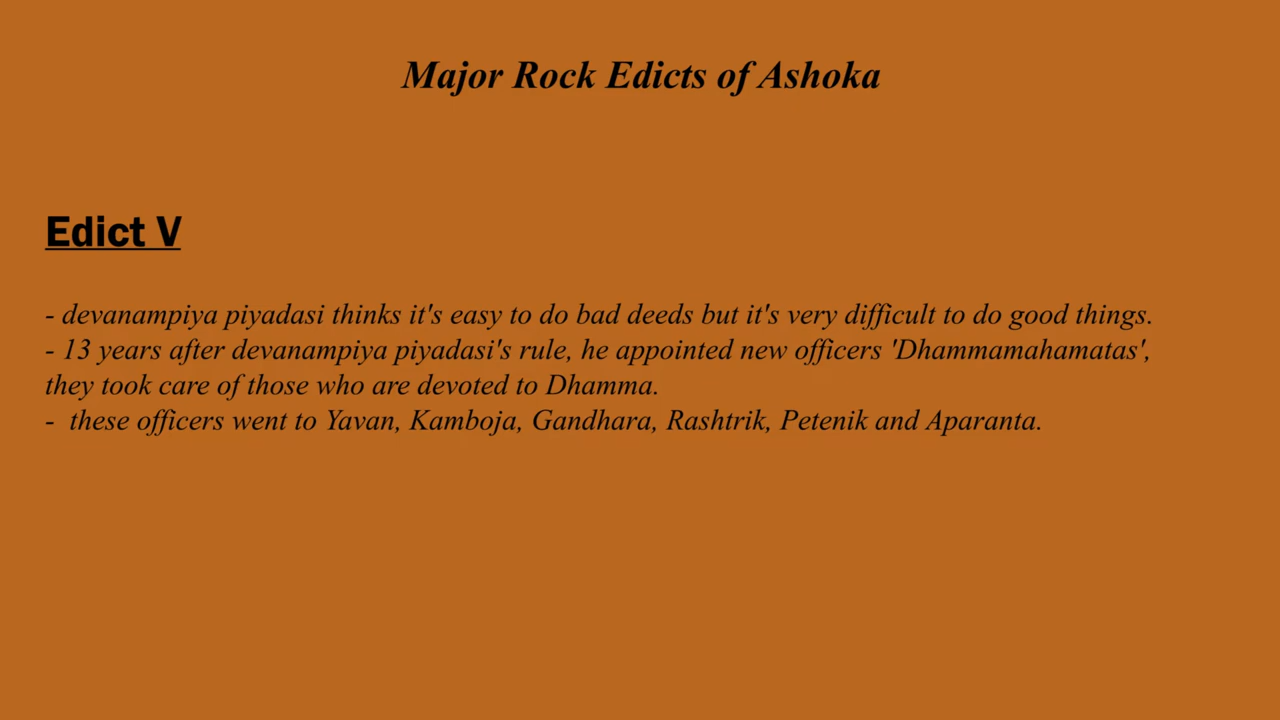 Major Rock Edicts of Ashoka
Edict V
- devanampiya piyadasi thinks it's easy to do bad deeds but it's very difficult to do good things.
- 13 years after devanampiya piyadasi's rule, he appointed new officers 'Dhammamahamatas',
they took care of those who are devoted to Dhamma.
- these officers went to Yavan, Kamboja, Gandhara, Rashtrik, Petenik and Aparanta.